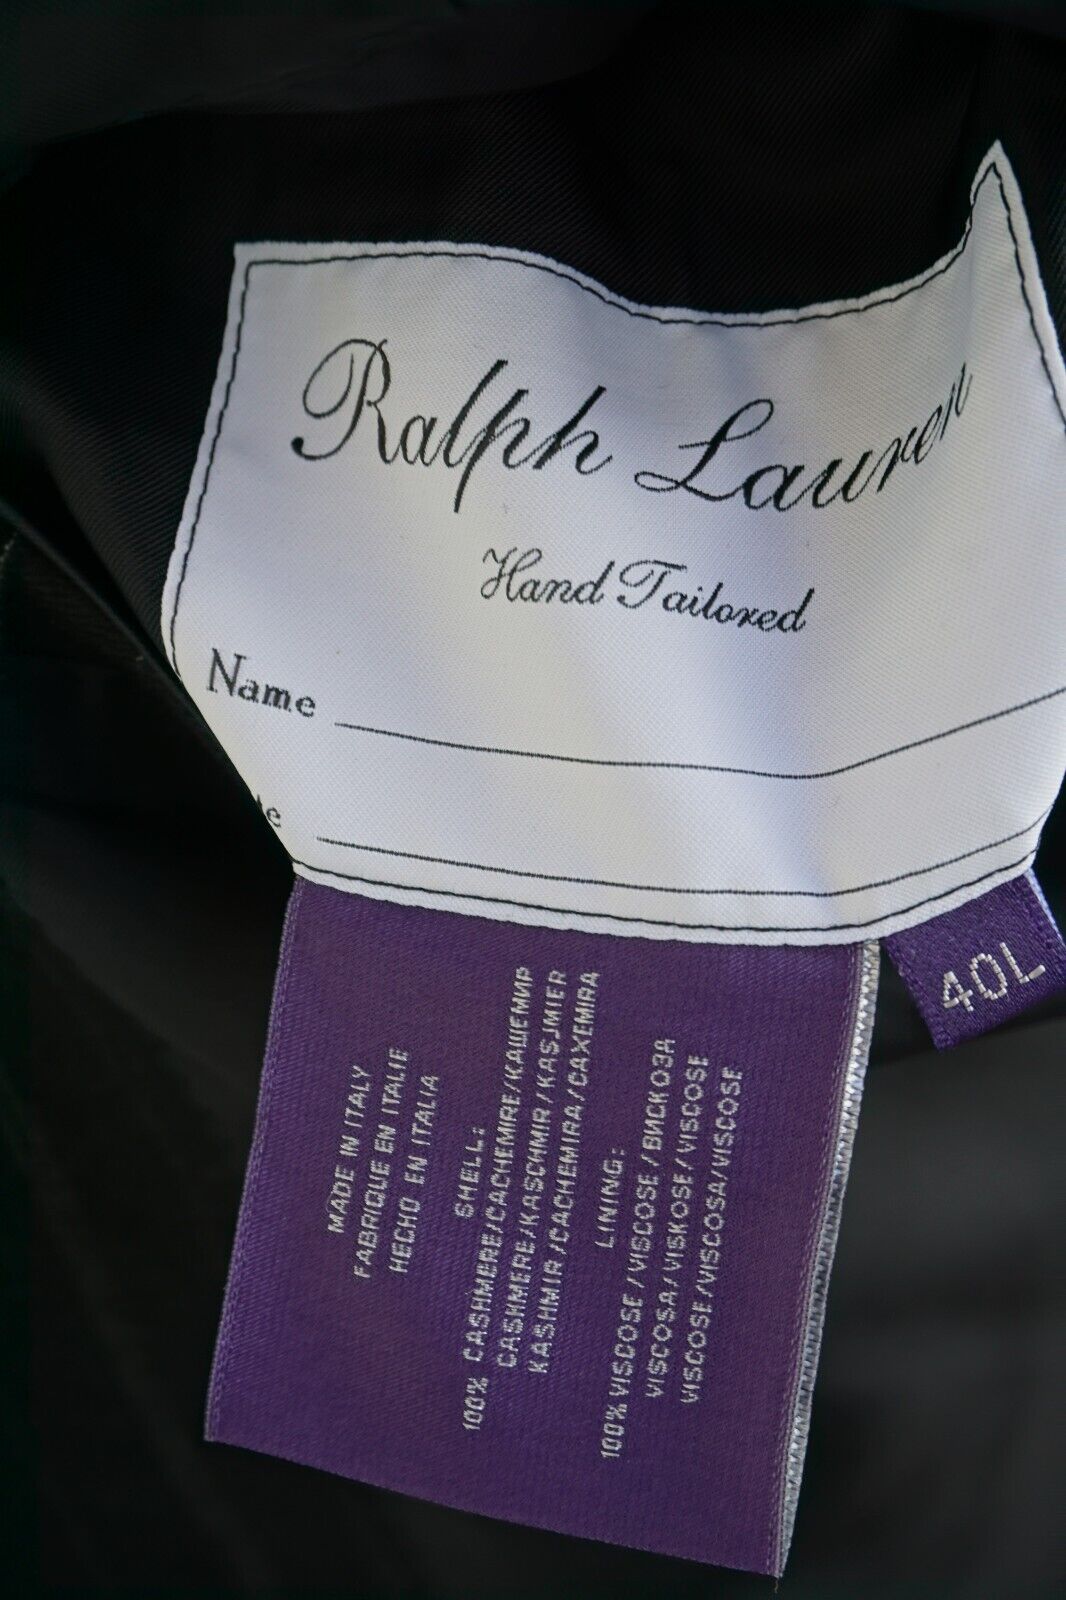 Ralph Lauren
Hand Tailored
Name
40L
MADE IN ITALY
FABRIQUE EN ITALIE
HECHO EN ITALIA
SHELL:
100% CASHMERE/CACHEMIRE/КАШЕМИР
CASHMERE/KASCHMIR/KASJMIER
KASHMIR/CACHEMIRA/CAXEMIRA
LINING:
100% VISCOSE/VISCOSE/ВИСКОЗА
VISCOSA/VISKOSE/VISCOSE
VISCOSE/VISCOSA/VISCOSE